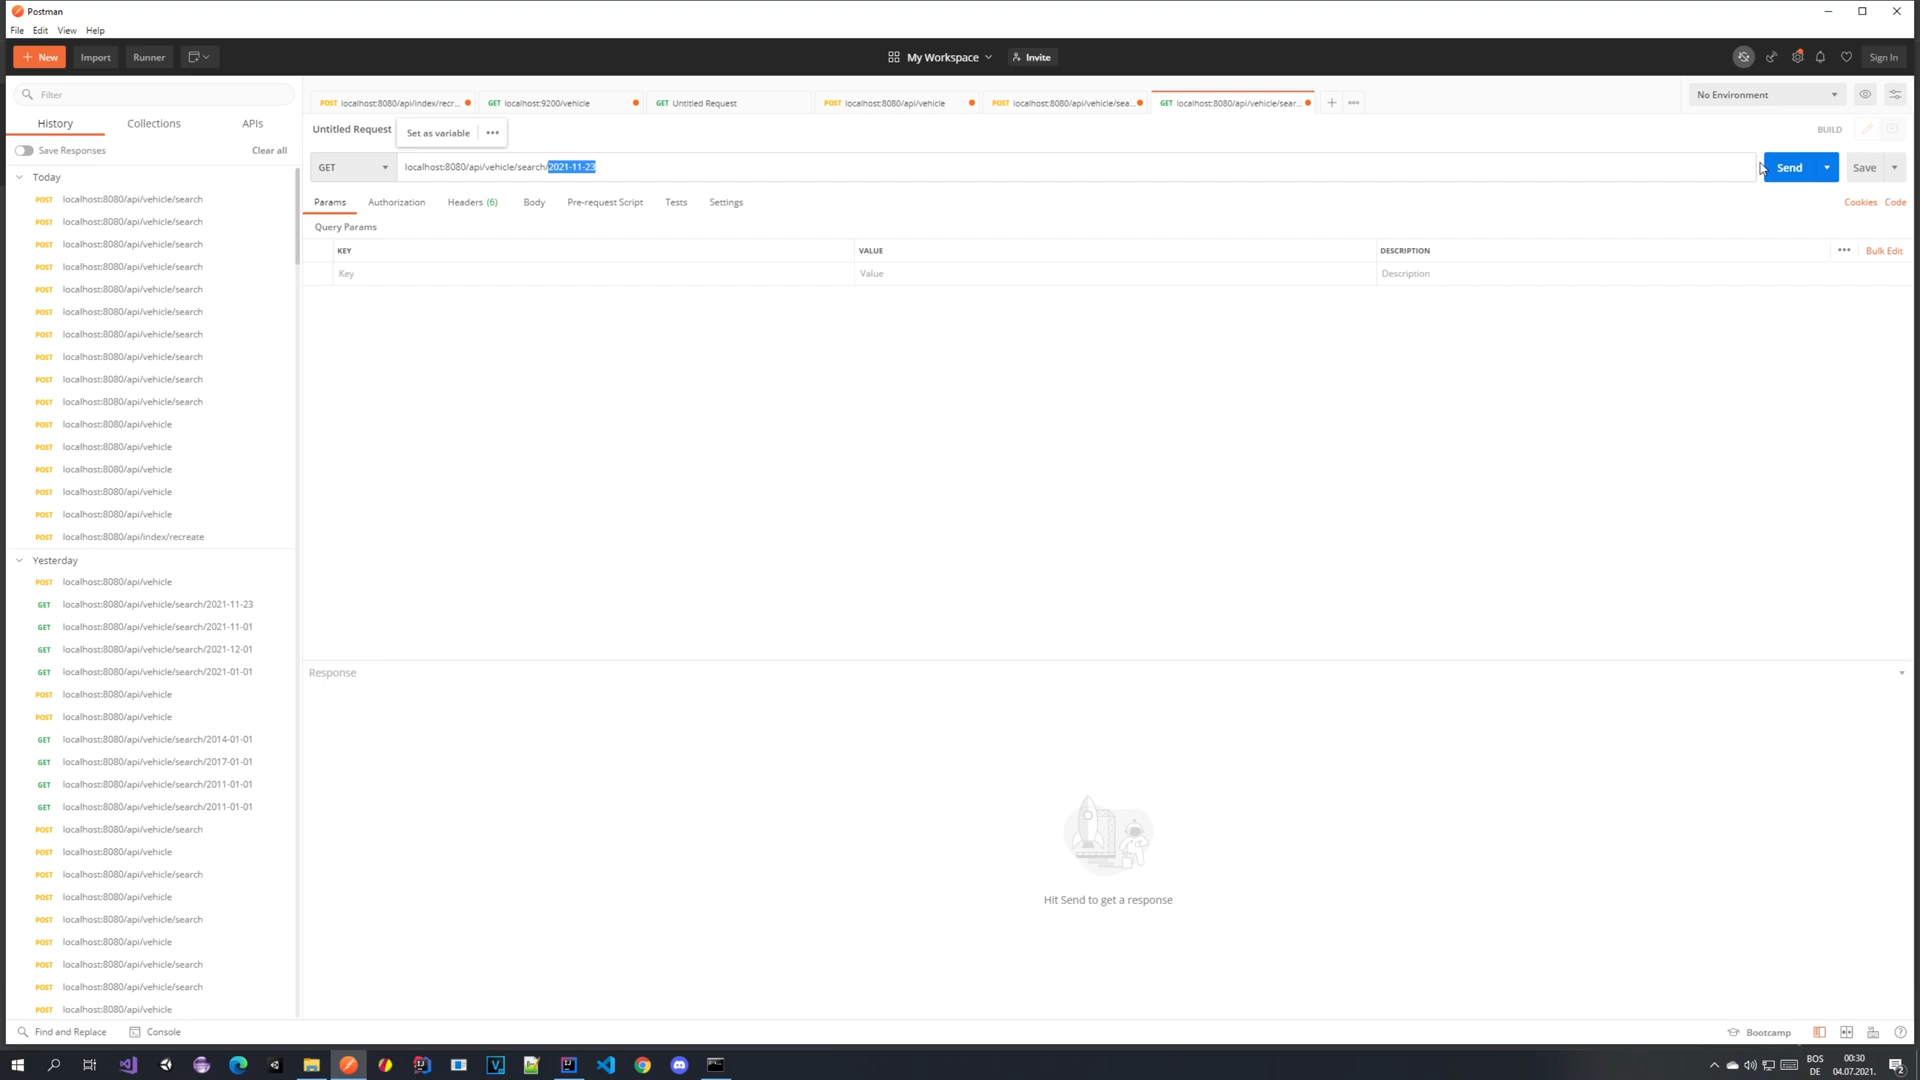 Postman
File Edit View Help
New Import Runner My Workspace Invite Sign In
Filter
History Collections APIs
Save Responses Clear all
Today
POST localhost:8080/api/vehicle/search
POST localhost:8080/api/vehicle/search
POST localhost:8080/api/vehicle/search
POST localhost:8080/api/vehicle/search
POST localhost:8080/api/vehicle/search
POST localhost:8080/api/vehicle/search
POST localhost:8080/api/vehicle/search
POST localhost:8080/api/vehicle/search
POST localhost:8080/api/vehicle/search
POST localhost:8080/api/vehicle/search
POST localhost:8080/api/vehicle
POST localhost:8080/api/vehicle
POST localhost:8080/api/vehicle
POST localhost:8080/api/vehicle
POST localhost:8080/api/vehicle
POST localhost:8080/api/index/recreate
Yesterday
POST localhost:8080/api/vehicle
GET localhost:8080/api/vehicle/search/2021-11-23
GET localhost:8080/api/vehicle/search/2021-11-01
GET localhost:8080/api/vehicle/search/2021-12-01
GET localhost:8080/api/vehicle/search/2021-01-01
POST localhost:8080/api/vehicle
POST localhost:8080/api/vehicle
GET localhost:8080/api/vehicle/search/2014-01-01
GET localhost:8080/api/vehicle/search/2017-01-01
GET localhost:8080/api/vehicle/search/2011-01-01
GET localhost:8080/api/vehicle/search/2011-01-01
POST localhost:8080/api/vehicle/search
POST localhost:8080/api/vehicle
POST localhost:8080/api/vehicle/search
POST localhost:8080/api/vehicle
POST localhost:8080/api/vehicle/search
POST localhost:8080/api/vehicle
POST localhost:8080/api/vehicle/search
POST localhost:8080/api/vehicle/search
POST localhost:8080/api/vehicle
POST localhost:8080/api/index/recr... GET localhost:9200/vehicle GET Untitled Request POST localhost:8080/api/vehicle POST localhost:8080/api/vehicle/sea... GET localhost:8080/api/vehicle/sear... No Environment
Untitled Request Set as variable BUILD
GET localhost:8080/api/vehicle/search/2021-11-23 Send Save
Params Authorization Headers (6) Body Pre-request Script Tests Settings Cookies Code
Query Params
KEY VALUE DESCRIPTION Bulk Edit
Key Value Description
Response
Hit Send to get a response
Find and Replace Console Bootcamp
BOS 00:30
DE 04.07.2021. 2